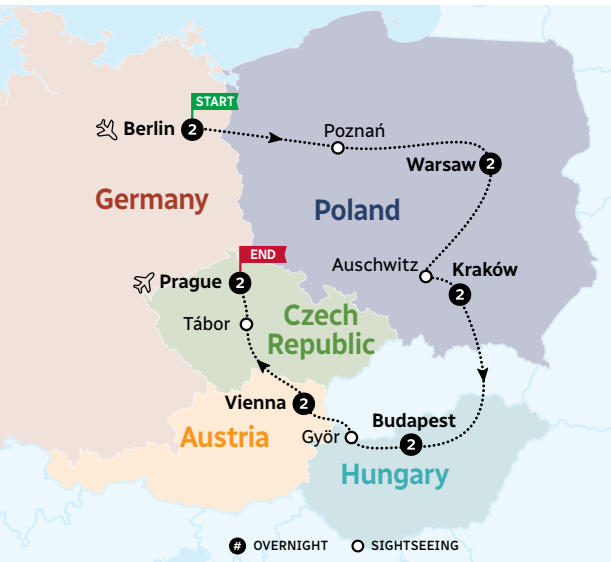 START
Berlin 2
Poznań
Warsaw 2
Germany
Poland
END
Auschwitz
Kraków
2
Prague 2
Tábor
Czech
Republic
Vienna 2
Budapest
2
Austria
Györ
Hungary
# OVERNIGHT
SIGHTSEEING